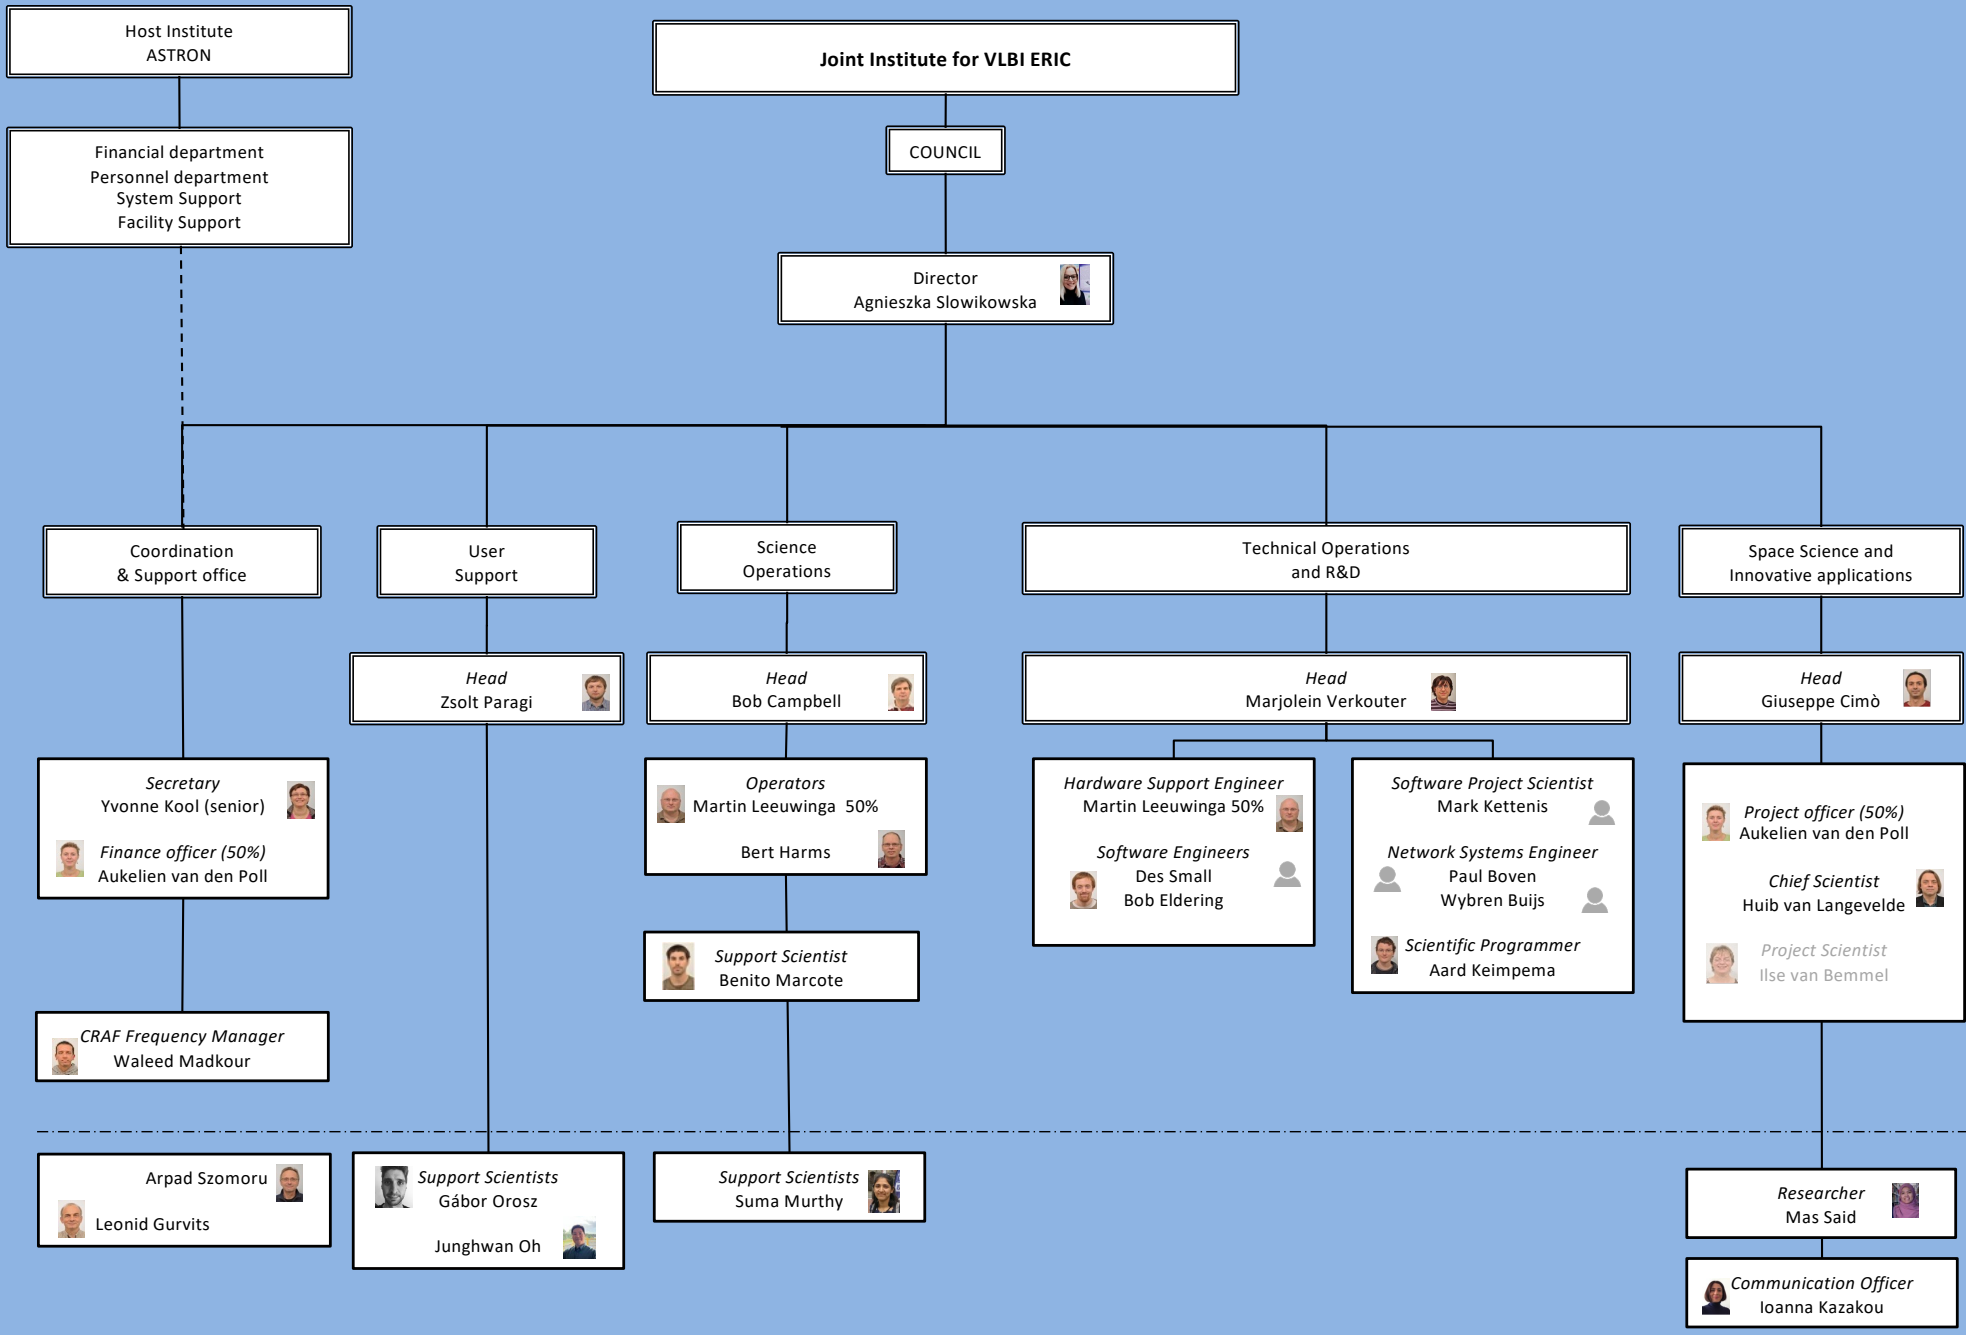 Host Institute
ASTRON
Joint Institute for VLBI ERIC
Financial department
Personnel department
System Support
Facility Support
COUNCIL
Director
Agnieszka Slowikowska
Coordination
& Support office
User
Support
Science
Operations
Technical Operations
and R&D
Space Science and
Innovative applications
Head
Zsolt Paragi
Head
Bob Campbell
Head
Marjolein Verkouter
Head
Giuseppe Cimò
Secretary
Yvonne Kool (senior)
Finance officer (50%)
Aukelien van den Poll
Operators
Martin Leeuwinga 50%
Bert Harms
Hardware Support Engineer
Martin Leeuwinga 50%
Software Engineers
Des Small
Bob Eldering
Software Project Scientist
Mark Kettenis
Network Systems Engineer
Paul Boven
Wybren Buijs
Scientific Programmer
Aard Keimpema
Project officer (50%)
Aukelien van den Poll
Chief Scientist
Huib van Langevelde
Project Scientist
Ilse van Bemmel
Support Scientist
Benito Marcote
CRAF Frequency Manager
Waleed Madkour
Arpad Szomoru
Leonid Gurvits
Support Scientists
Gábor Orosz
Junghwan Oh
Support Scientists
Suma Murthy
Researcher
Mas Said
Communication Officer
Ioanna Kazakou